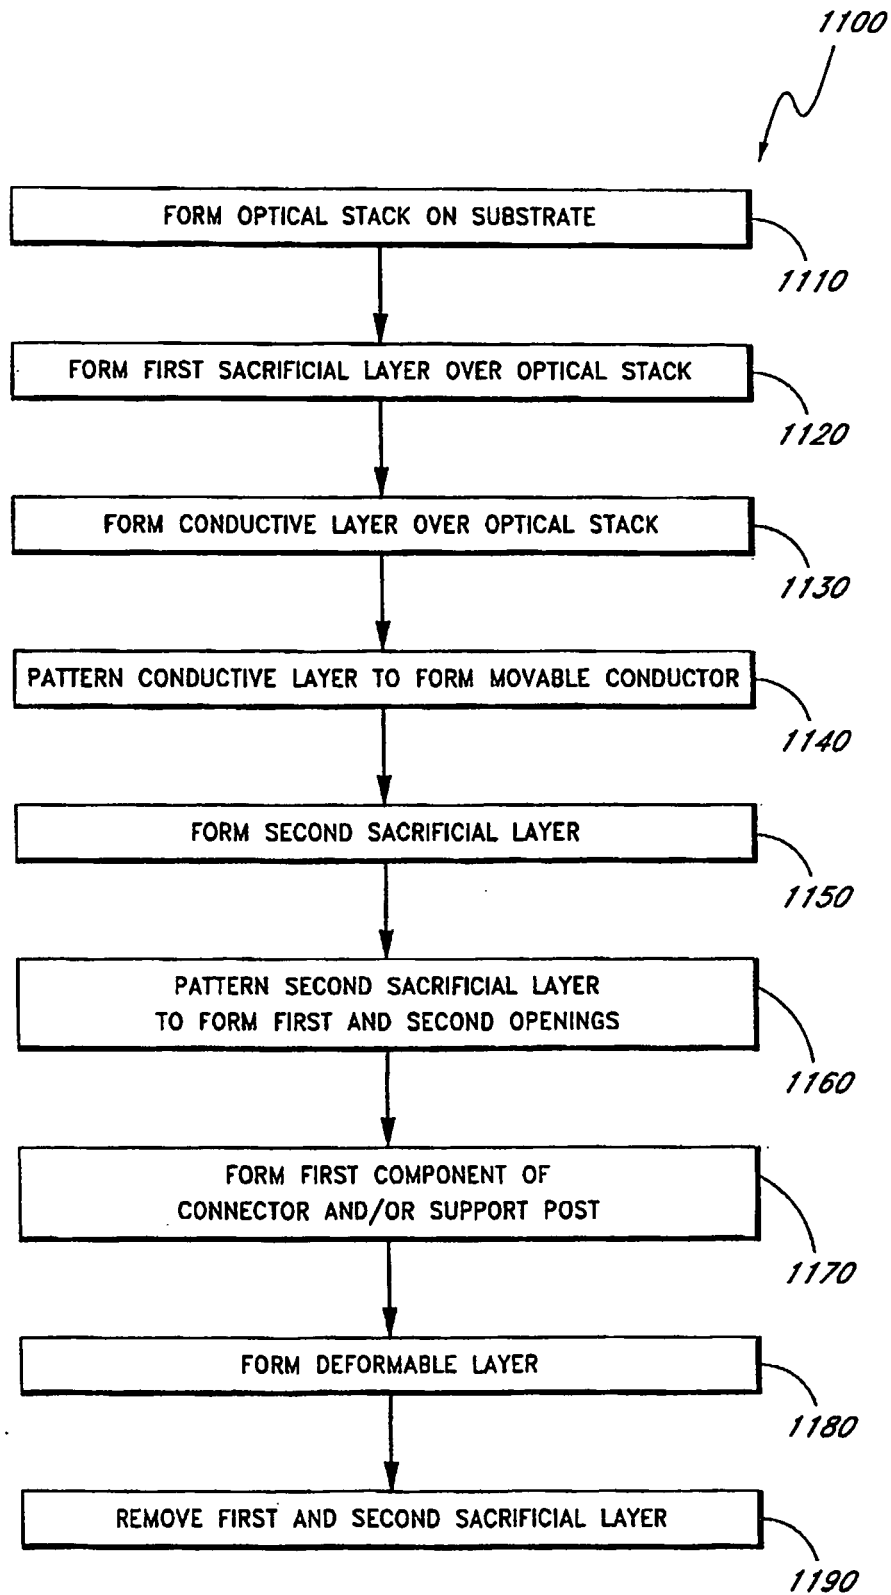 1100
FORM OPTICAL STACK ON SUBSTRATE
1110
FORM FIRST SACRIFICIAL LAYER OVER OPTICAL STACK
1120
FORM CONDUCTIVE LAYER OVER OPTICAL STACK
1130
PATTERN CONDUCTIVE LAYER TO FORM MOVABLE CONDUCTOR
1140
FORM SECOND SACRIFICIAL LAYER
1150
PATTERN SECOND SACRIFICIAL LAYER
TO FORM FIRST AND SECOND OPENINGS
1160
FORM FIRST COMPONENT OF
CONNECTOR AND/OR SUPPORT POST
1170
FORM DEFORMABLE LAYER
1180
REMOVE FIRST AND SECOND SACRIFICIAL LAYER
1190